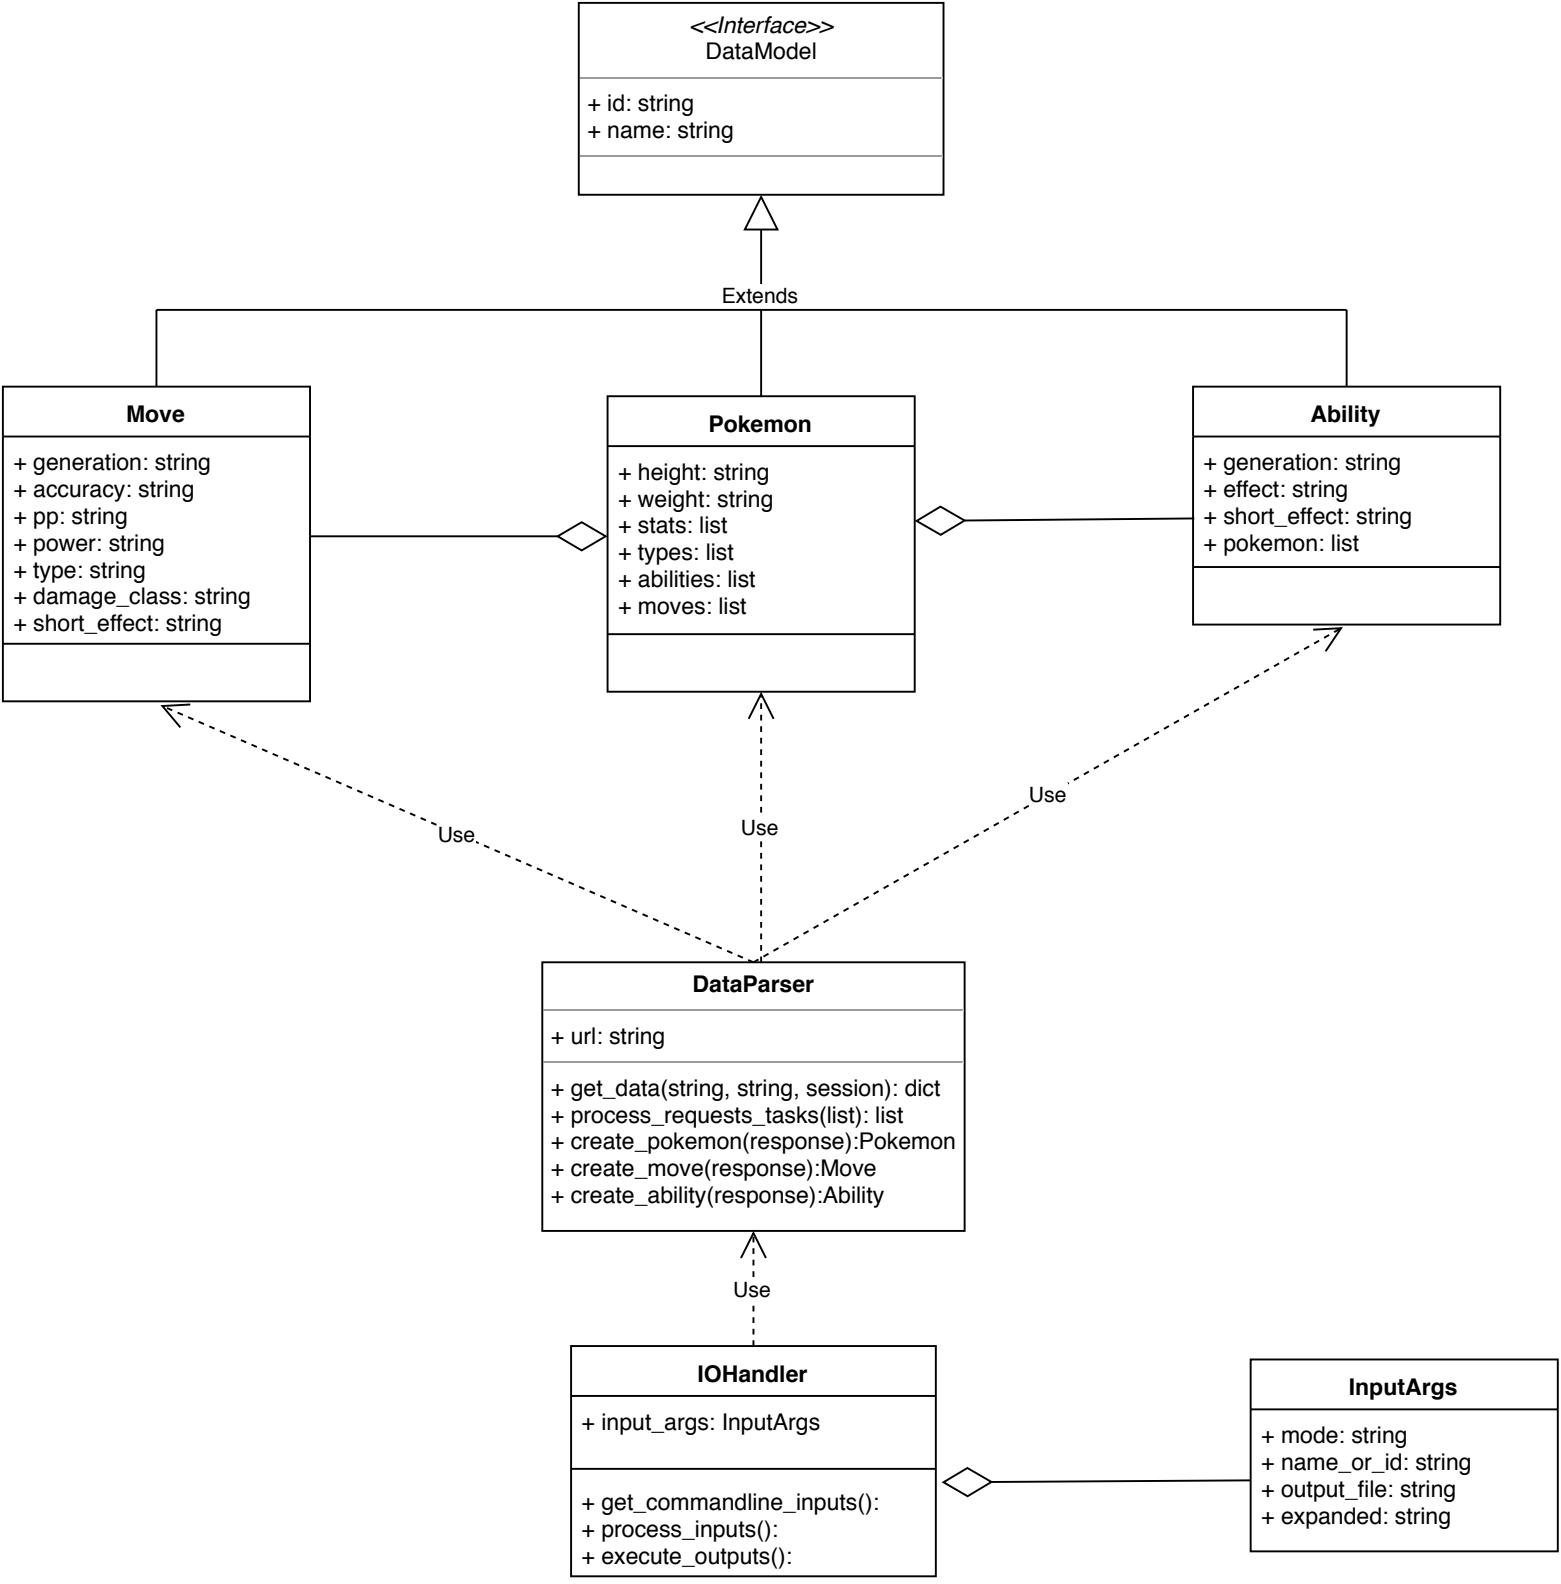 <<Interface>>
DataModel
+ id: string
+ name: string
Extends
Move
+ generation: string
+ accuracy: string
+ pp: string
+ power: string
+ type: string
+ damage_class: string
+ short_effect: string
Pokemon
+ height: string
+ weight: string
+ stats: list
+ types: list
+ abilities: list
+ moves: list
Ability
+ generation: string
+ effect: string
+ short_effect: string
+ pokemon: list
Use
Use
Use
DataParser
+ url: string
+ get_data(string, string, session): dict
+ process_requests_tasks(list): list
+ create_pokemon(response):Pokemon
+ create_move(response):Move
+ create_ability(response):Ability
Use
IOHandler
+ input_args: InputArgs
+ get_commandline_inputs():
+ process_inputs():
+ execute_outputs():
InputArgs
+ mode: string
+ name_or_id: string
+ output_file: string
+ expanded: string